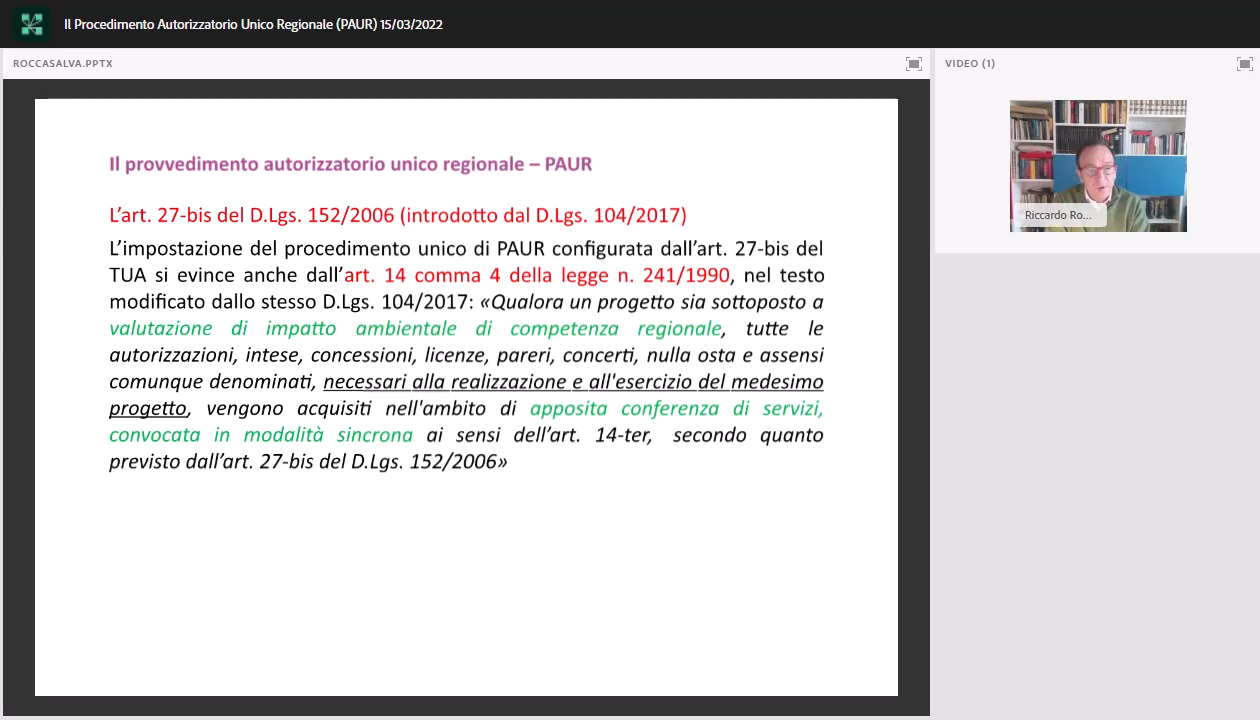 Il Procedimento Autorizzatorio Unico Regionale (PAUR) 15/03/2022
ROCCASALVA.PPTX
VIDEO (1)
Il provvedimento autorizzatorio unico regionale – PAUR
L’art. 27-bis del D.Lgs. 152/2006 (introdotto dal D.Lgs. 104/2017)
L’impostazione del procedimento unico di PAUR configurata dall’art. 27-bis del
TUA si evince anche dall’art. 14 comma 4 della legge n. 241/1990, nel testo
modificato dallo stesso D.Lgs. 104/2017: «Qualora un progetto sia sottoposto a
valutazione di impatto ambientale di competenza regionale, tutte le
autorizzazioni, intese, concessioni, licenze, pareri, concerti, nulla osta e assensi
comunque denominati, necessari alla realizzazione e all'esercizio del medesimo
progetto, vengono acquisiti nell'ambito di apposita conferenza di servizi,
convocata in modalità sincrona ai sensi dell’art. 14-ter, secondo quanto
previsto dall’art. 27-bis del D.Lgs. 152/2006»
Riccardo Ro...